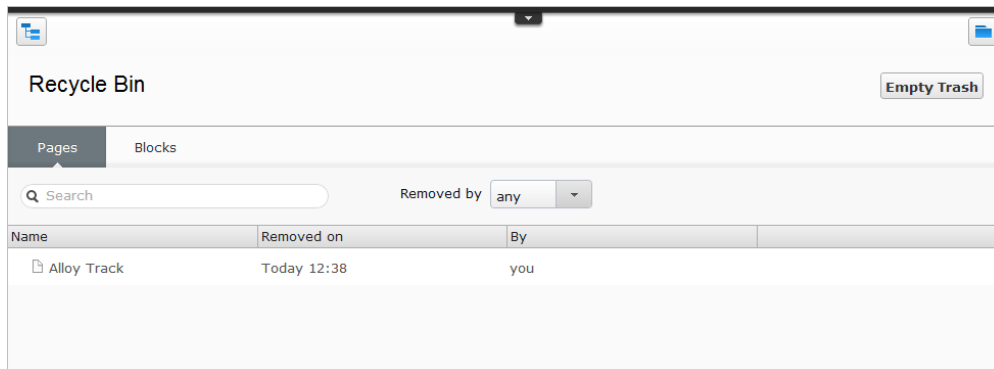 Recycle Bin
Empty Trash
Pages Blocks
Search Removed by any
Name Removed on By
Alloy Track Today 12:38 you